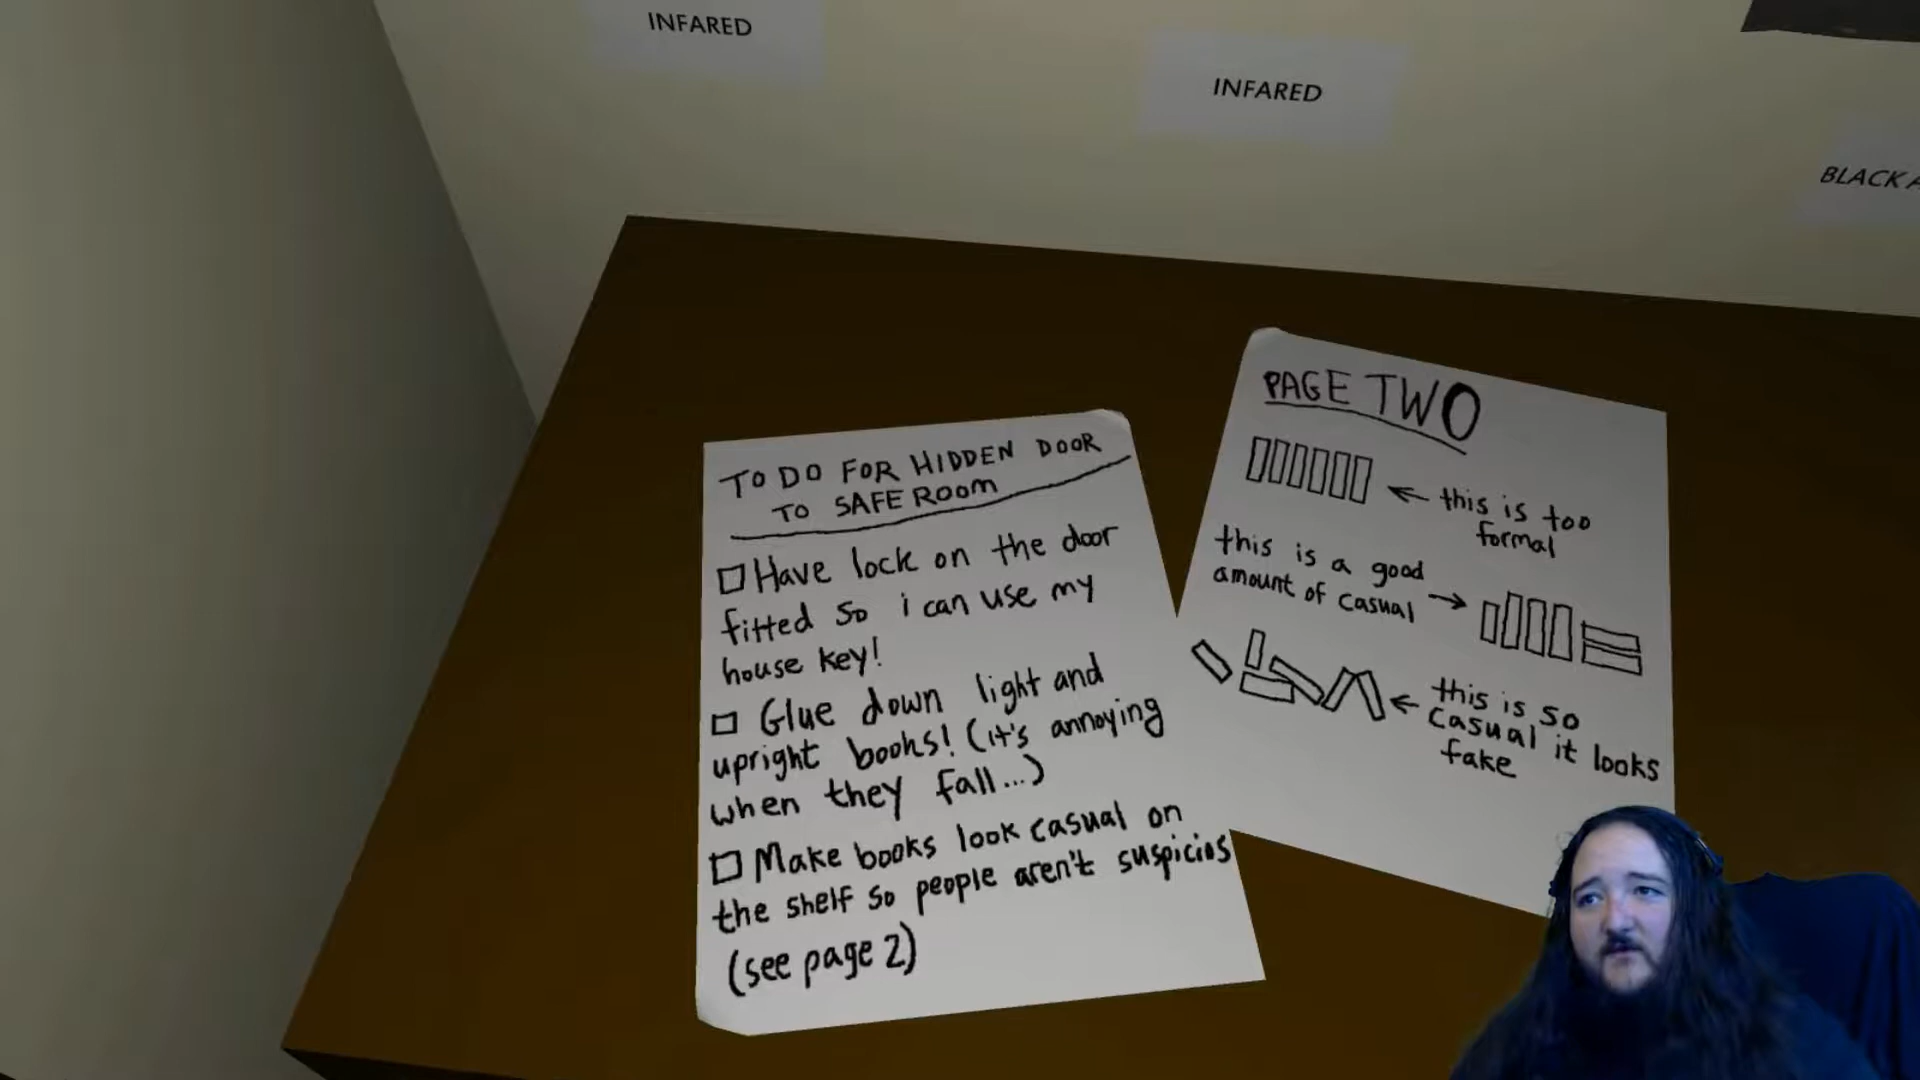 INFARED
INFARED
BLACK
TO DO FOR HIDDEN DOOR
TO SAFE ROOM
Have lock on the door
fitted so i can use my
house key!
Glue down light and
upright books! (it's annoying
when they fall...)
Make books look casual on
the shelf so people aren't suspicios
(see page 2)
PAGE TWO
this is too
formal
this is a good
amount of casual
this is so
casual it looks
fake